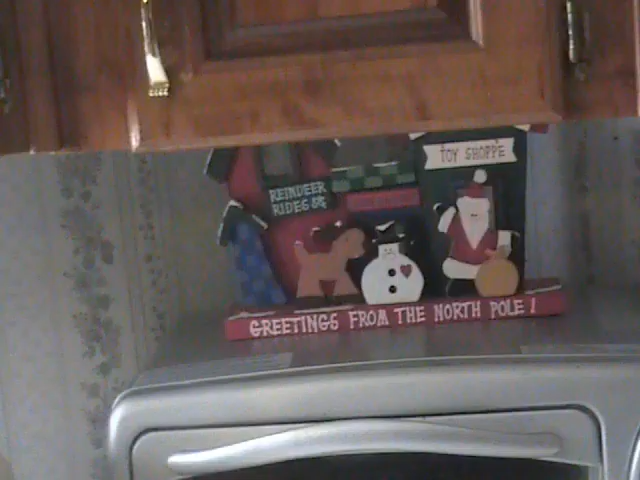 TOY SHOPPE
REINDEER
RIDES
GREETINGS FROM THE NORTH POLE!